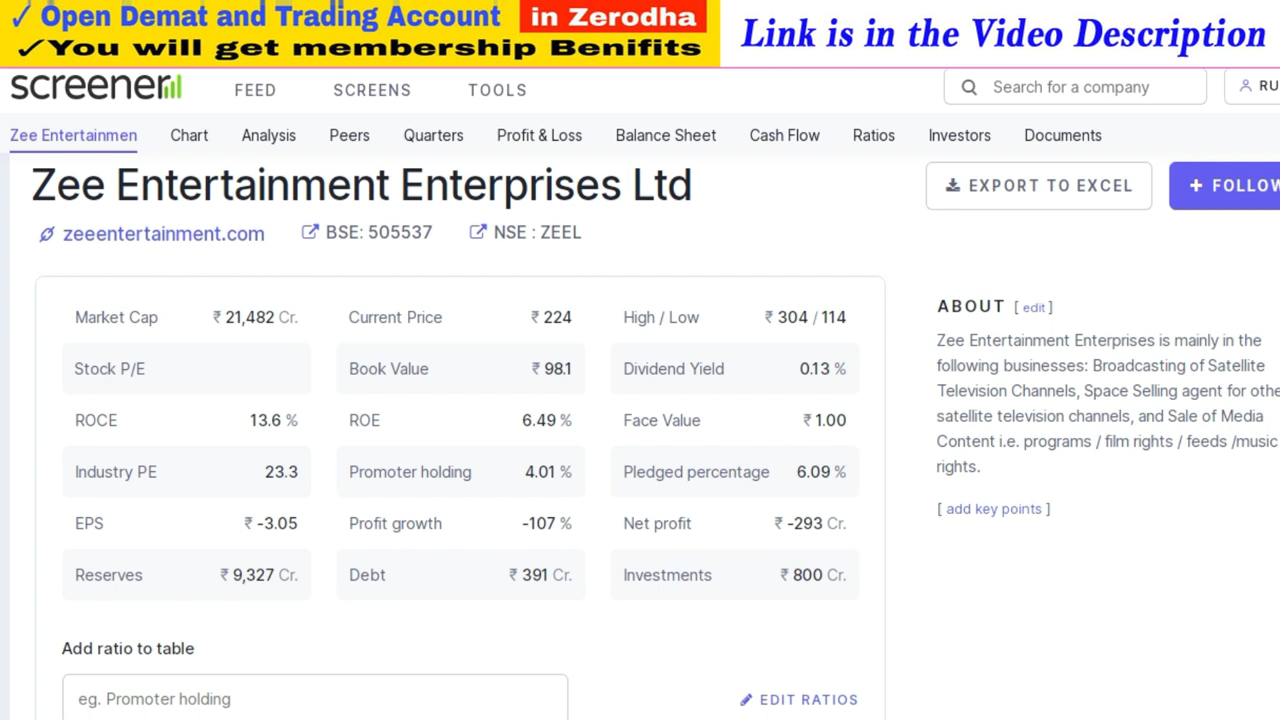 ✓ Open Demat and Trading Account in Zerodha
✓You will get membership Benifits
Link is in the Video Description
screener
FEED SCREENS TOOLS
Search for a company
RU
Zee Entertainmen Chart Analysis Peers Quarters Profit & Loss Balance Sheet Cash Flow Ratios Investors Documents
Zee Entertainment Enterprises Ltd
EXPORT TO EXCEL
+ FOLLOW
zeeentertainment.com BSE: 505537 NSE : ZEEL
Market Cap ₹ 21,482 Cr. Current Price ₹ 224 High / Low ₹ 304 / 114
Stock P/E Book Value ₹ 98.1 Dividend Yield 0.13 %
ROCE 13.6 % ROE 6.49 % Face Value ₹ 1.00
Industry PE 23.3 Promoter holding 4.01 % Pledged percentage 6.09 %
EPS ₹ -3.05 Profit growth -107 % Net profit ₹ -293 Cr.
Reserves ₹ 9,327 Cr. Debt ₹ 391 Cr. Investments ₹ 800 Cr.
Add ratio to table
eg. Promoter holding
EDIT RATIOS
ABOUT [ edit ]
Zee Entertainment Enterprises is mainly in the
following businesses: Broadcasting of Satellite
Television Channels, Space Selling agent for othe
satellite television channels, and Sale of Media
Content i.e. programs / film rights / feeds /music
rights.
[ add key points ]